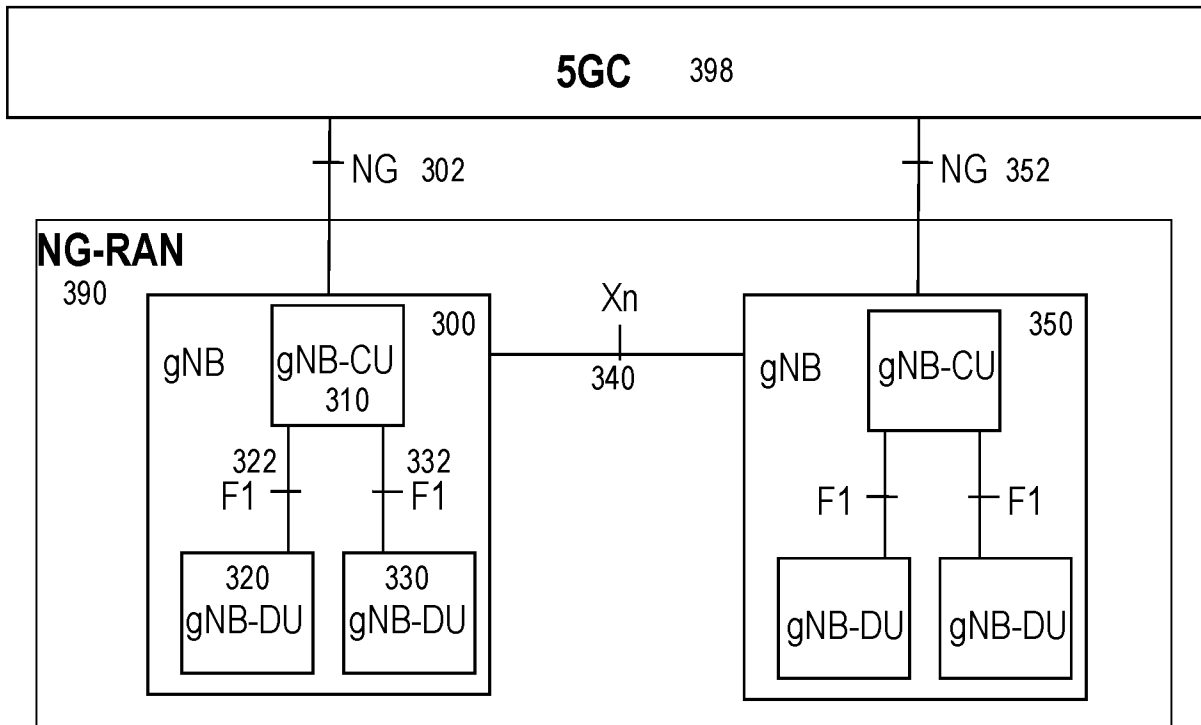 5GC 398
NG 302
NG 352
NG-RAN
390
300
gNB
gNB-CU
310
322
F1
332
F1
320
gNB-DU
330
gNB-DU
Xn
340
350
gNB
gNB-CU
F1
F1
gNB-DU
gNB-DU